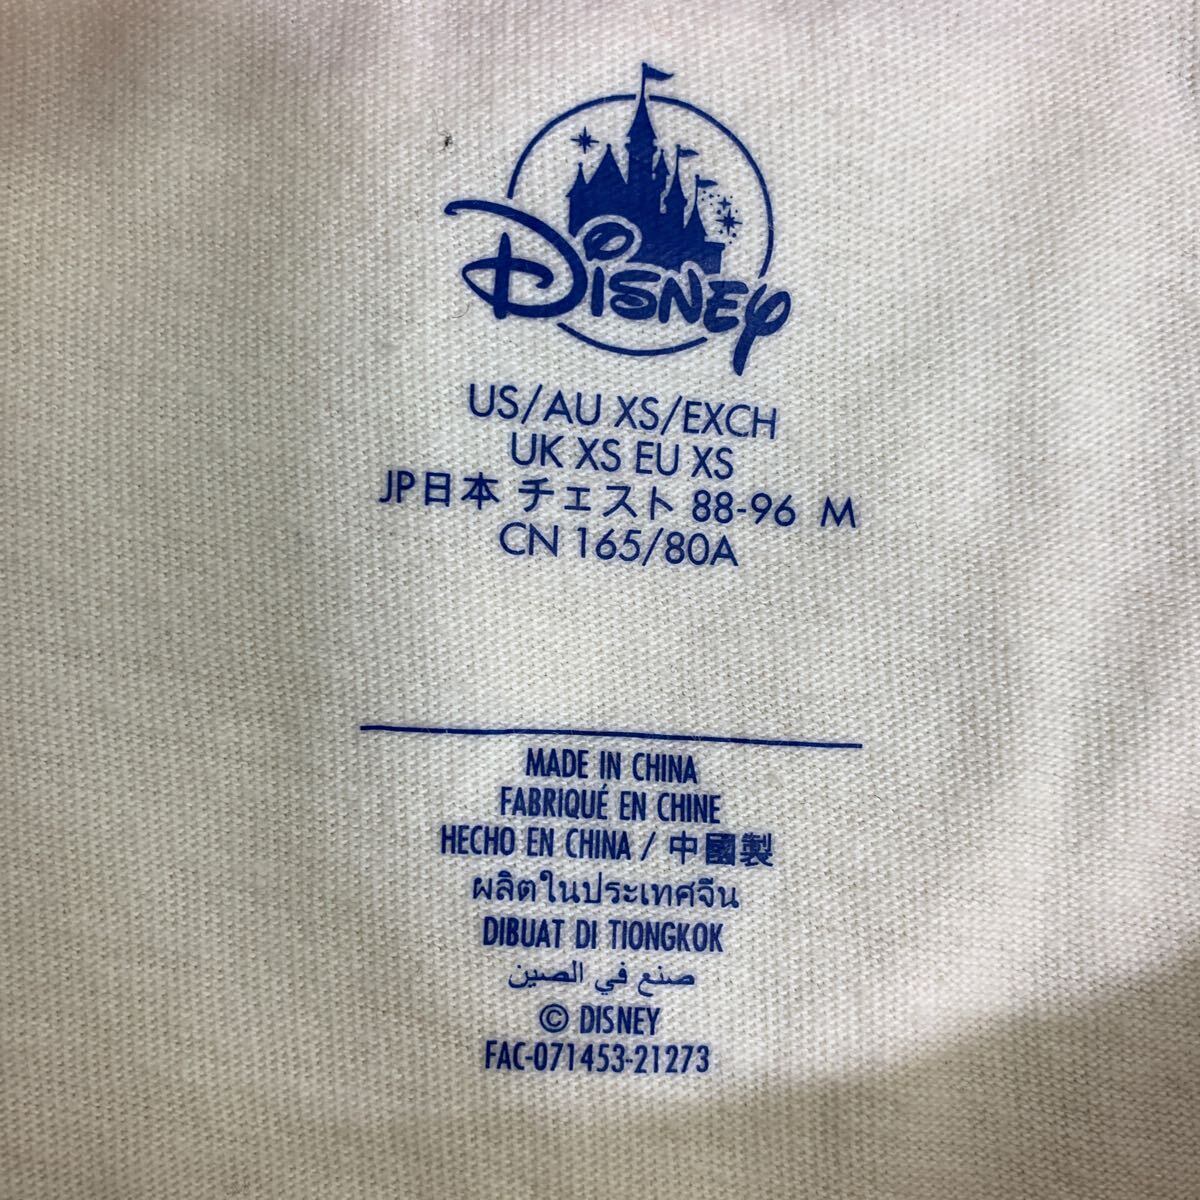 DISNEY
US/AU XS/EXCH
UK XS EU XS
JP日本 チェスト 88-96 M
CN 165/80A
MADE IN CHINA
FABRIQUÉ EN CHINE
HECHO EN CHINA / 中國製
ผลิตในประเทศจีน
DIBUAT DI TIONGKOK
صنع في الصين
© DISNEY
FAC-071453-21273